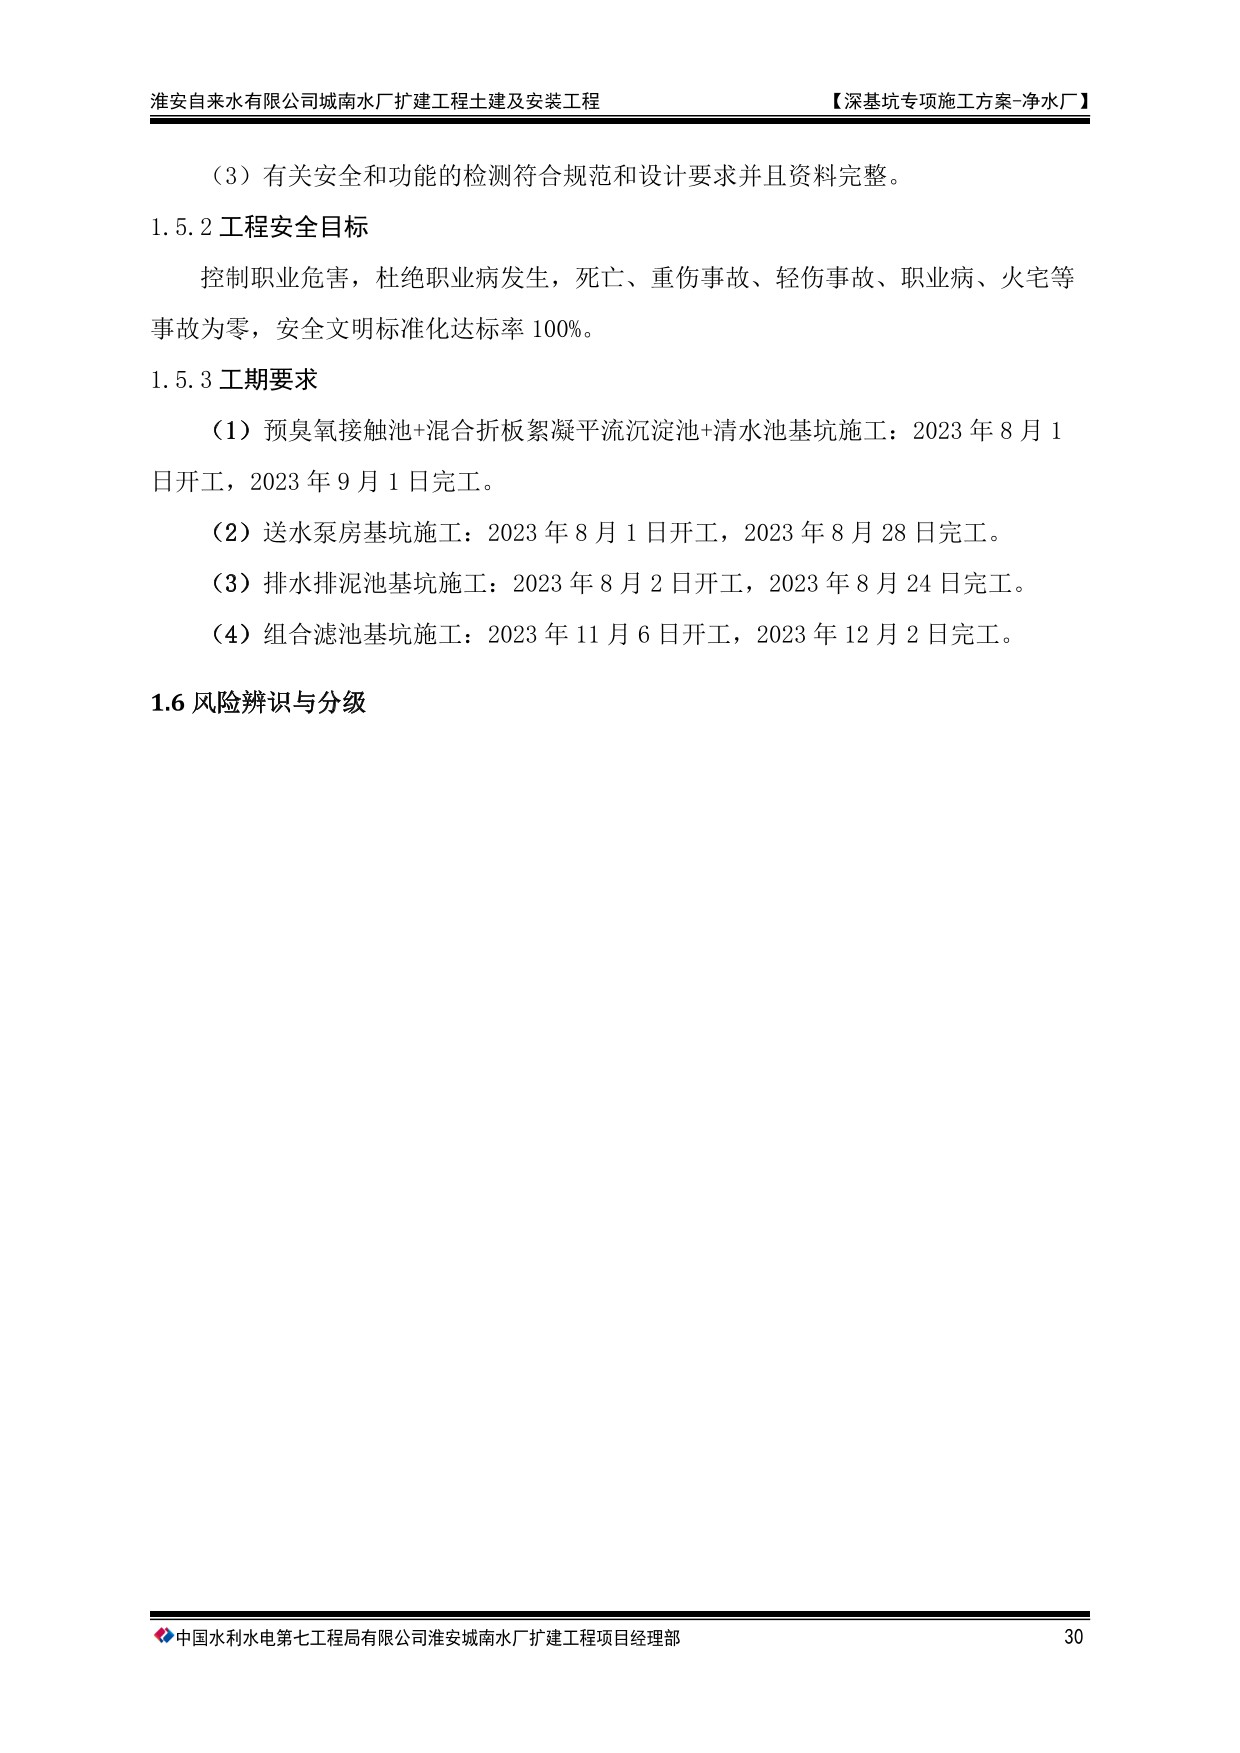 淮安自来水有限公司城南水厂扩建工程土建及安装工程 【深基坑专项施工方案-净水厂】
（3）有关安全和功能的检测符合规范和设计要求并且资料完整。
1.5.2 工程安全目标
控制职业危害，杜绝职业病发生，死亡、重伤事故、轻伤事故、职业病、火宅等
事故为零，安全文明标准化达标率 100%。
1.5.3 工期要求
（1）预臭氧接触池+混合折板絮凝平流沉淀池+清水池基坑施工：2023 年 8 月 1
日开工，2023 年 9 月 1 日完工。
（2）送水泵房基坑施工：2023 年 8 月 1 日开工，2023 年 8 月 28 日完工。
（3）排水排泥池基坑施工：2023 年 8 月 2 日开工，2023 年 8 月 24 日完工。
（4）组合滤池基坑施工：2023 年 11 月 6 日开工，2023 年 12 月 2 日完工。
1.6 风险辨识与分级
中国水利水电第七工程局有限公司淮安城南水厂扩建工程项目经理部 30